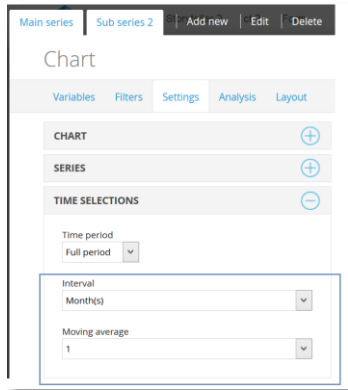 Main series Sub series 2 Add new Edit Delete
Chart
Variables Filters Settings Analysis Layout
CHART
SERIES
TIME SELECTIONS
Time period
Full period
Interval
Month(s)
Moving average
1